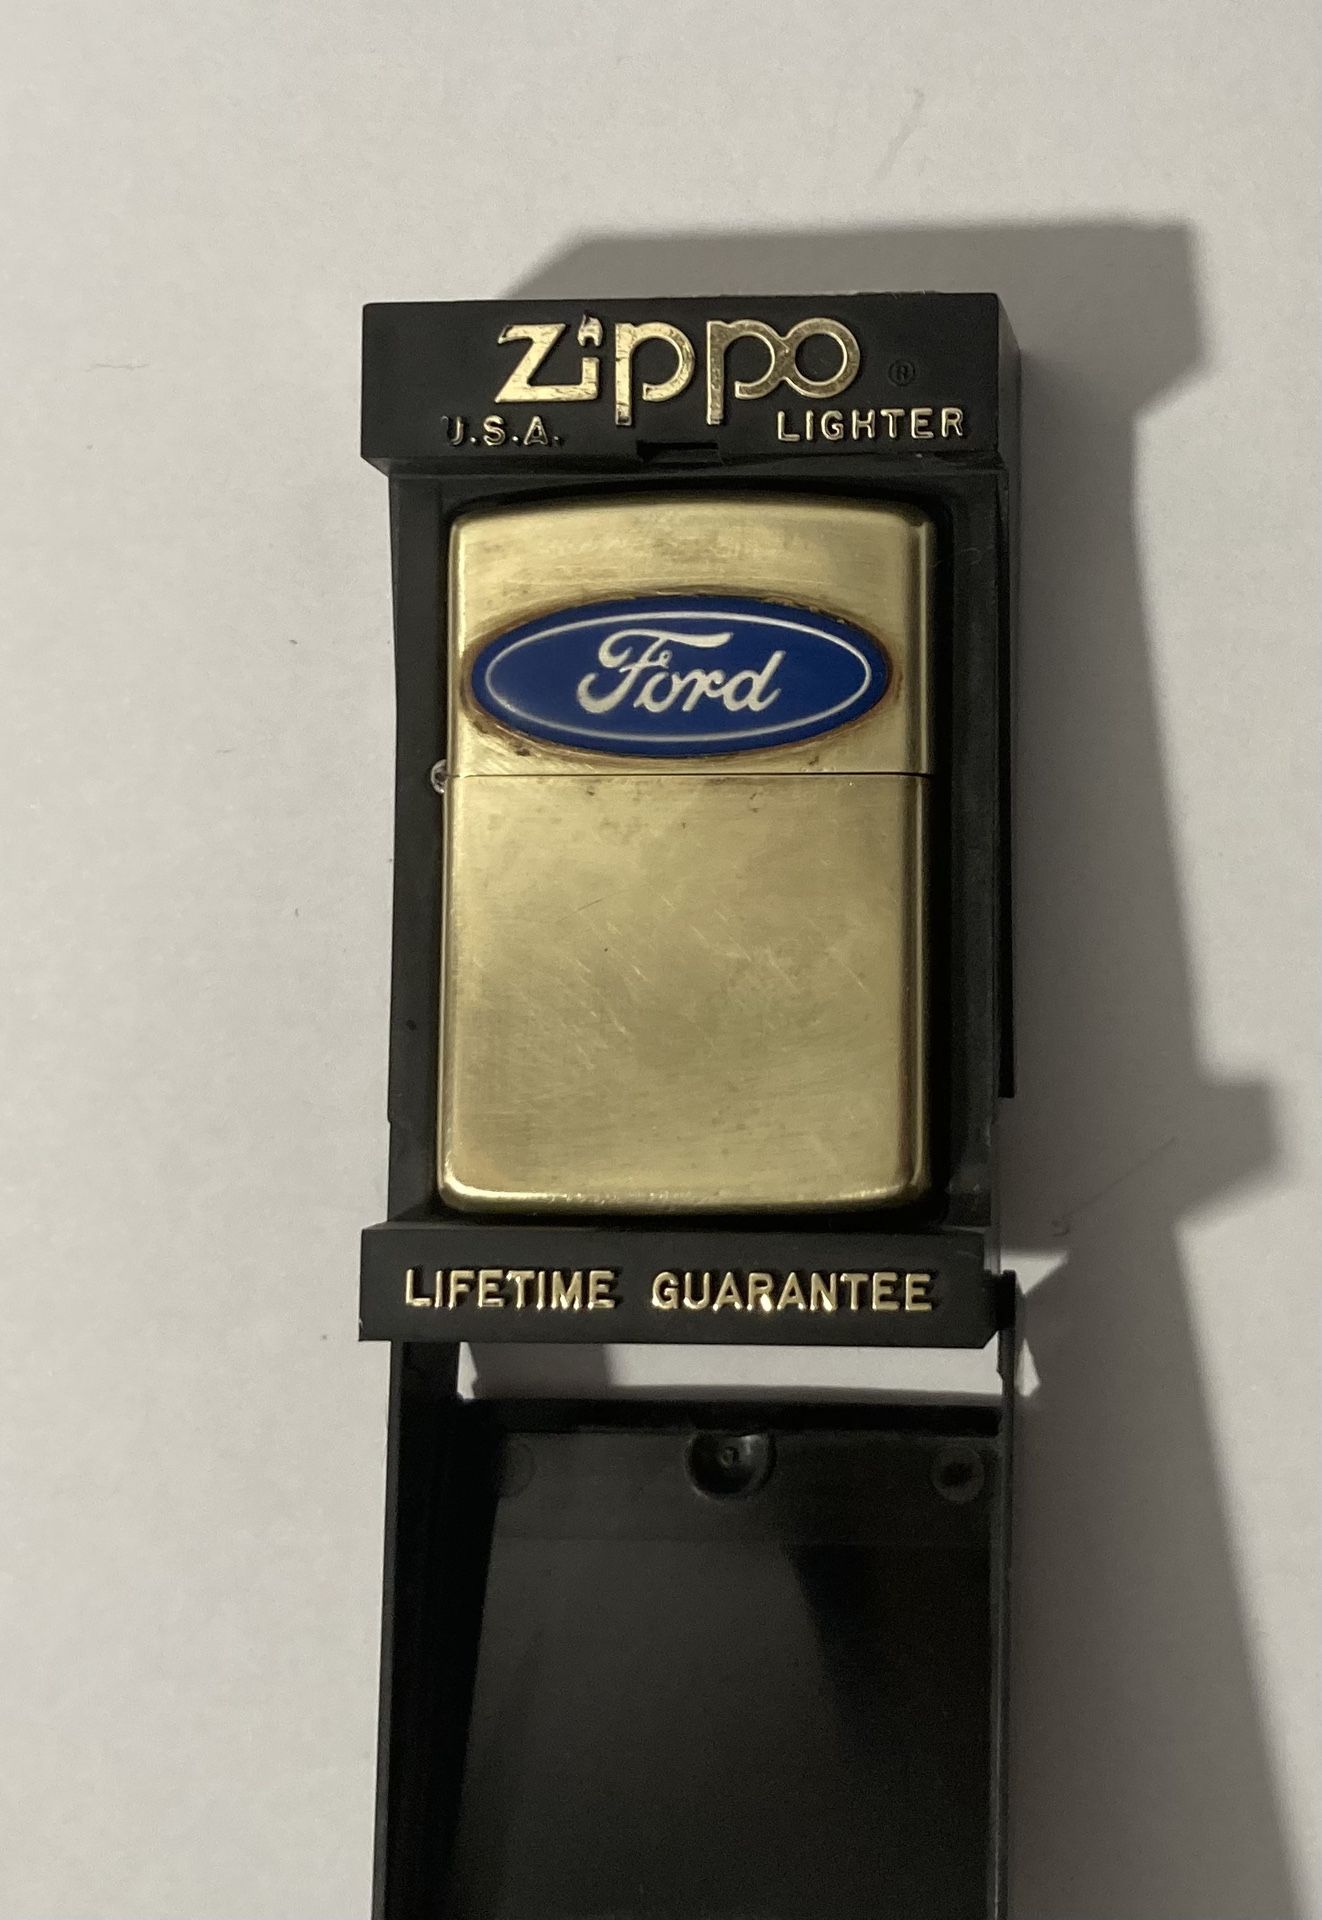 Zippo ®
U.S.A. LIGHTER
Ford
LIFETIME GUARANTEE